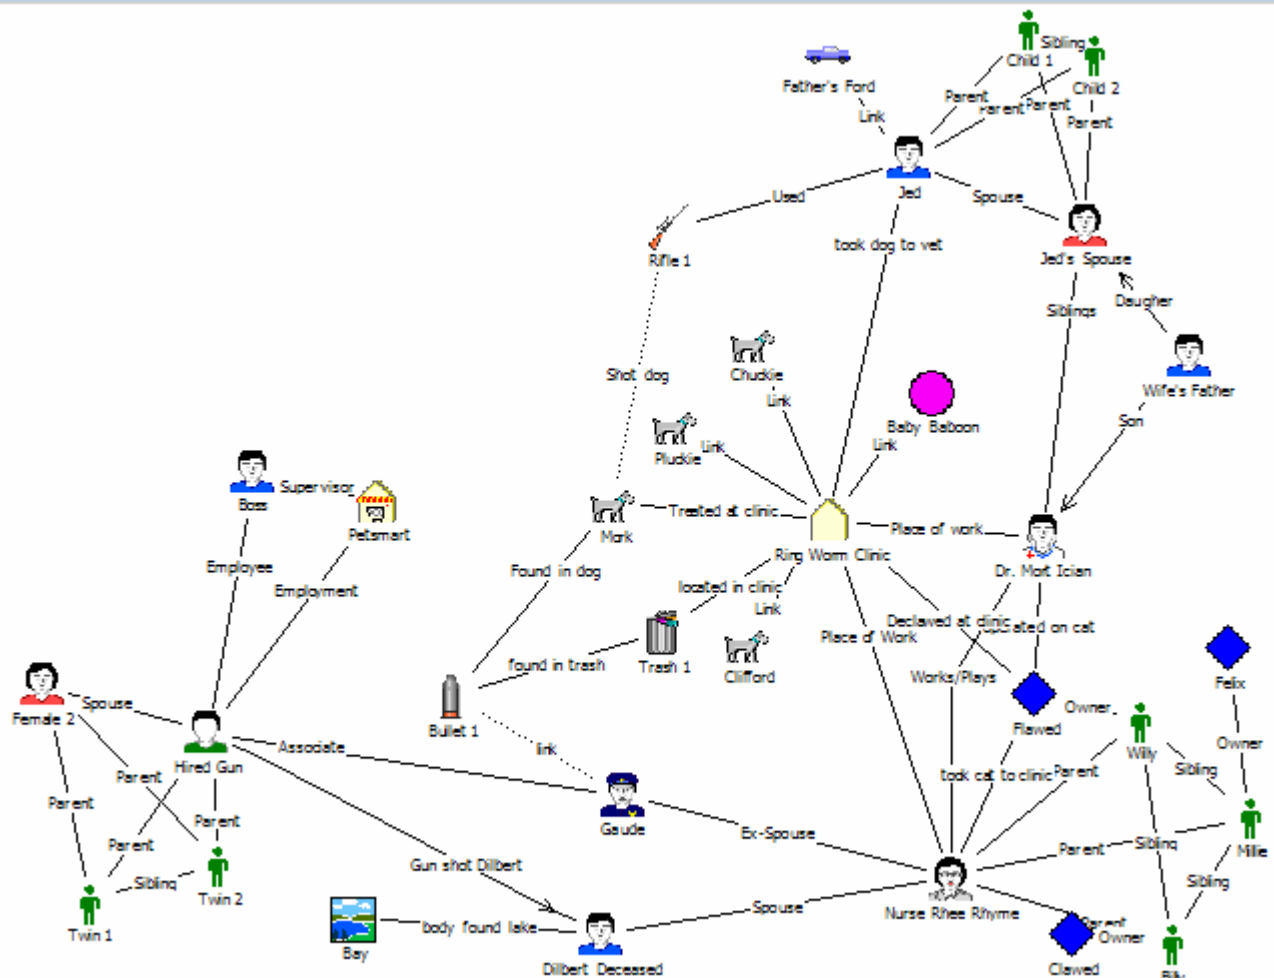 Sibling
Child 1
Father's Ford
Child 2
Parent
Parent
Parent
Link
Parent
Jed
Used
Spouse
took dog to vet
Rifle 1
Jed's Spouse
Daugher
Siblings
Shot dog
Chuckie
Wife's Father
Link
Baby Baboon
Son
Link
Pluckie
Link
Supervisor
Boss
Petsmart
Treated at clinic
Mork
Place of work
Ring Worm Clinic
Employee
Found in dog
Dr. Mort Ician
located in clinic
Employment
Link
Declaved at clinic
Place of Work
found in trash
Trash 1
Clifford
Works/Plays
Felix
Spouse
Female 2
Owner
Flawed
Bullet 1
Willy
Associate
link
Owner
Hired Gun
Sibling
took cat to clinic
Parent
Parent
Parent
Parent
Gaude
Ex-Spouse
Parent
Sibling
Millie
Parent
Gun shot Dilbert
Sibling
Sibling
Twin 2
Nurse Rhee Rhyme
Spouse
Twin 1
body found lake
Parent
Owner
Bay
Dilbert Deceased
Clawed